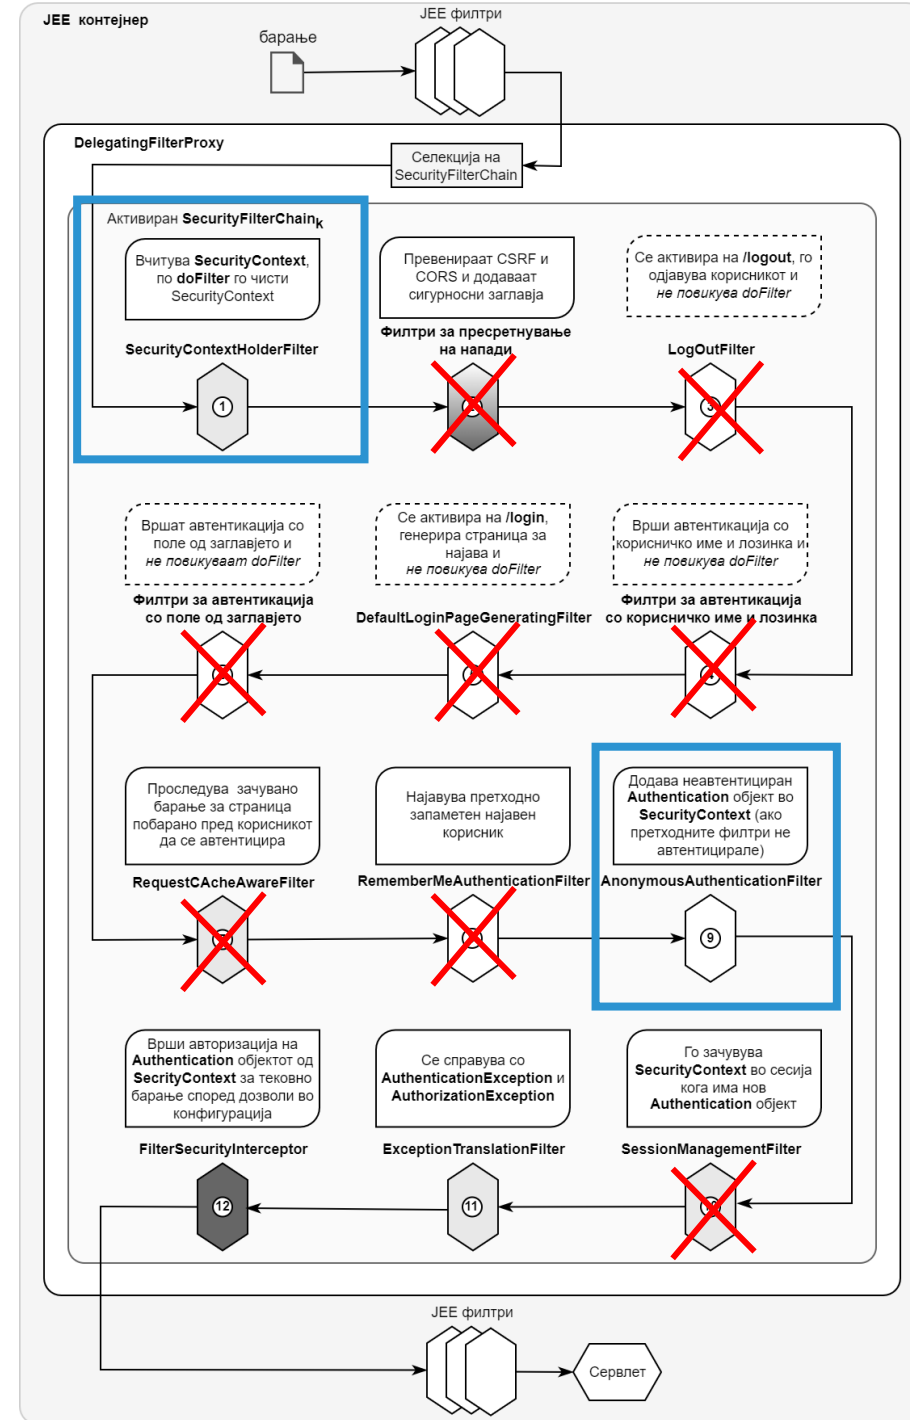 JEE контејнер
JEE филтри
барање
DelegatingFilterProxy
Селекција на
SecurityFilterChain
Активиран SecurityFilterChaink
Вчитува SecurityContext,
по doFilter го чисти
SecurityContext
Превенираат CSRF и
CORS и додаваат
сигурносни заглавја
Се активира на /logout, го
одјавува корисникот и
не повикува doFilter
SecurityContextHolderFilter
Филтри за пресретнување
на напади
LogOutFilter
1
Вршат автентикација со
поле од заглавјето и
не повикуваат doFilter
Се активира на /login,
генерира страница за
најава и
не повикува doFilter
Врши автентикација со
корисничко име и лозинка и
не повикува doFilter
Филтри за автентикација
со поле од заглавјето
DefaultLoginPageGeneratingFilter
Филтри за автентикација
со корисничко име и лозинка
Проследува зачувано
барање за страница
побарано пред корисникот
да се автентицира
Најавува претходно
запаметен најавен
корисник
Додава неавтентициран
Authentication објект во
SecurityContext (ако
претходните филтри не
автентицирале)
RequestCAcheAwareFilter
RememberMeAuthenticationFilter
AnonymousAuthenticationFilter
9
Врши авторизација на
Authentication објектот од
SecrityContext за тековно
барање според дозволи во
конфигурација
Се справува со
AuthenticationException и
AuthorizationException
Го зачувува
SecurityContext во сесија
кога има нов
Authentication објект
FilterSecurityInterceptor
ExceptionTranslationFilter
SessionManagementFilter
12
11
JEE филтри
Сервлет